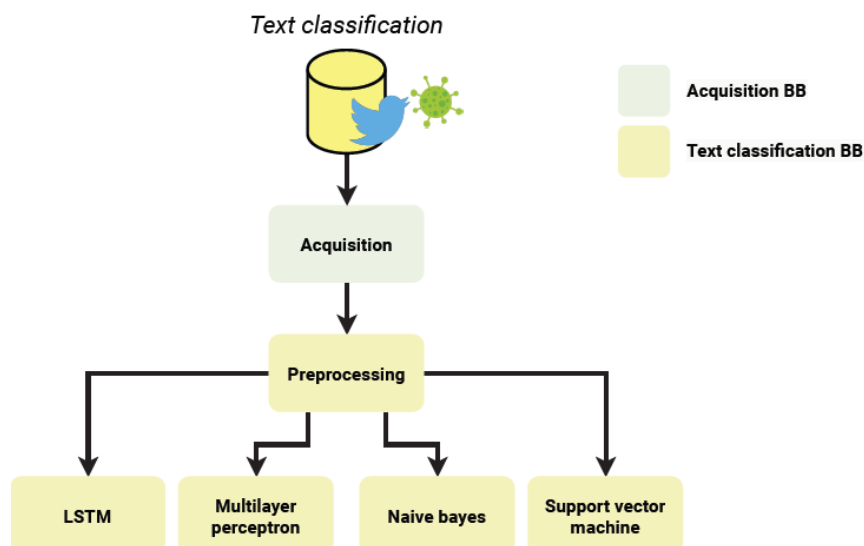 Text classification
Acquisition BB
Text classification BB
Acquisition
Preprocessing
LSTM
Multilayer
perceptron
Naive bayes
Support vector
machine